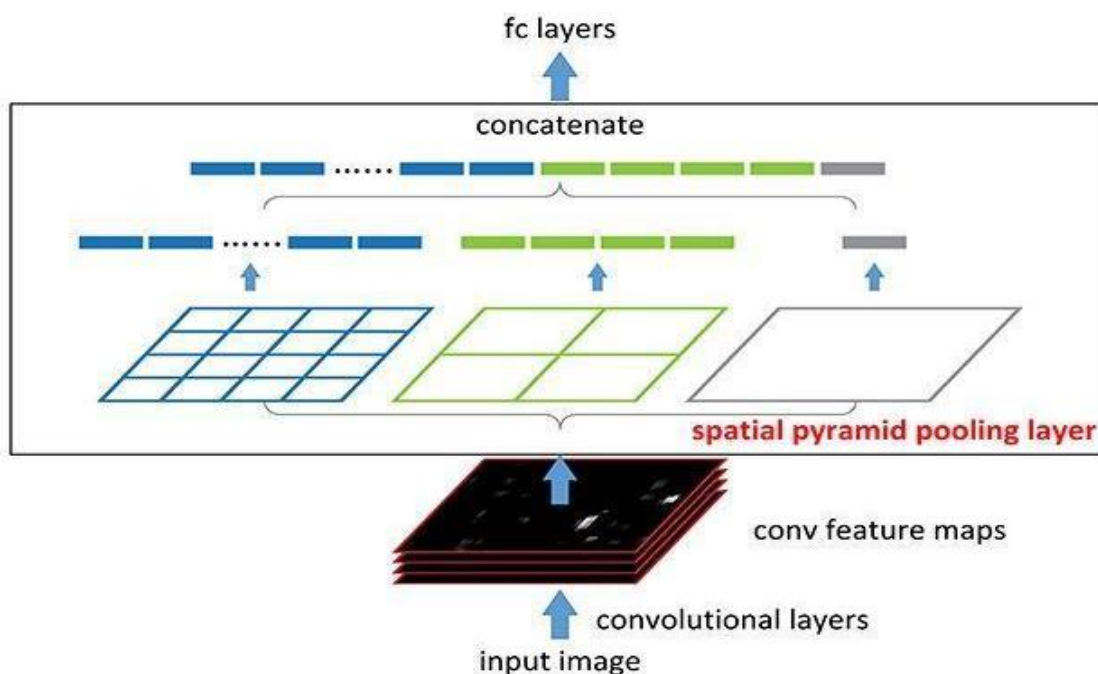 fc layers
concatenate
spatial pyramid pooling layer
conv feature maps
convolutional layers
input image